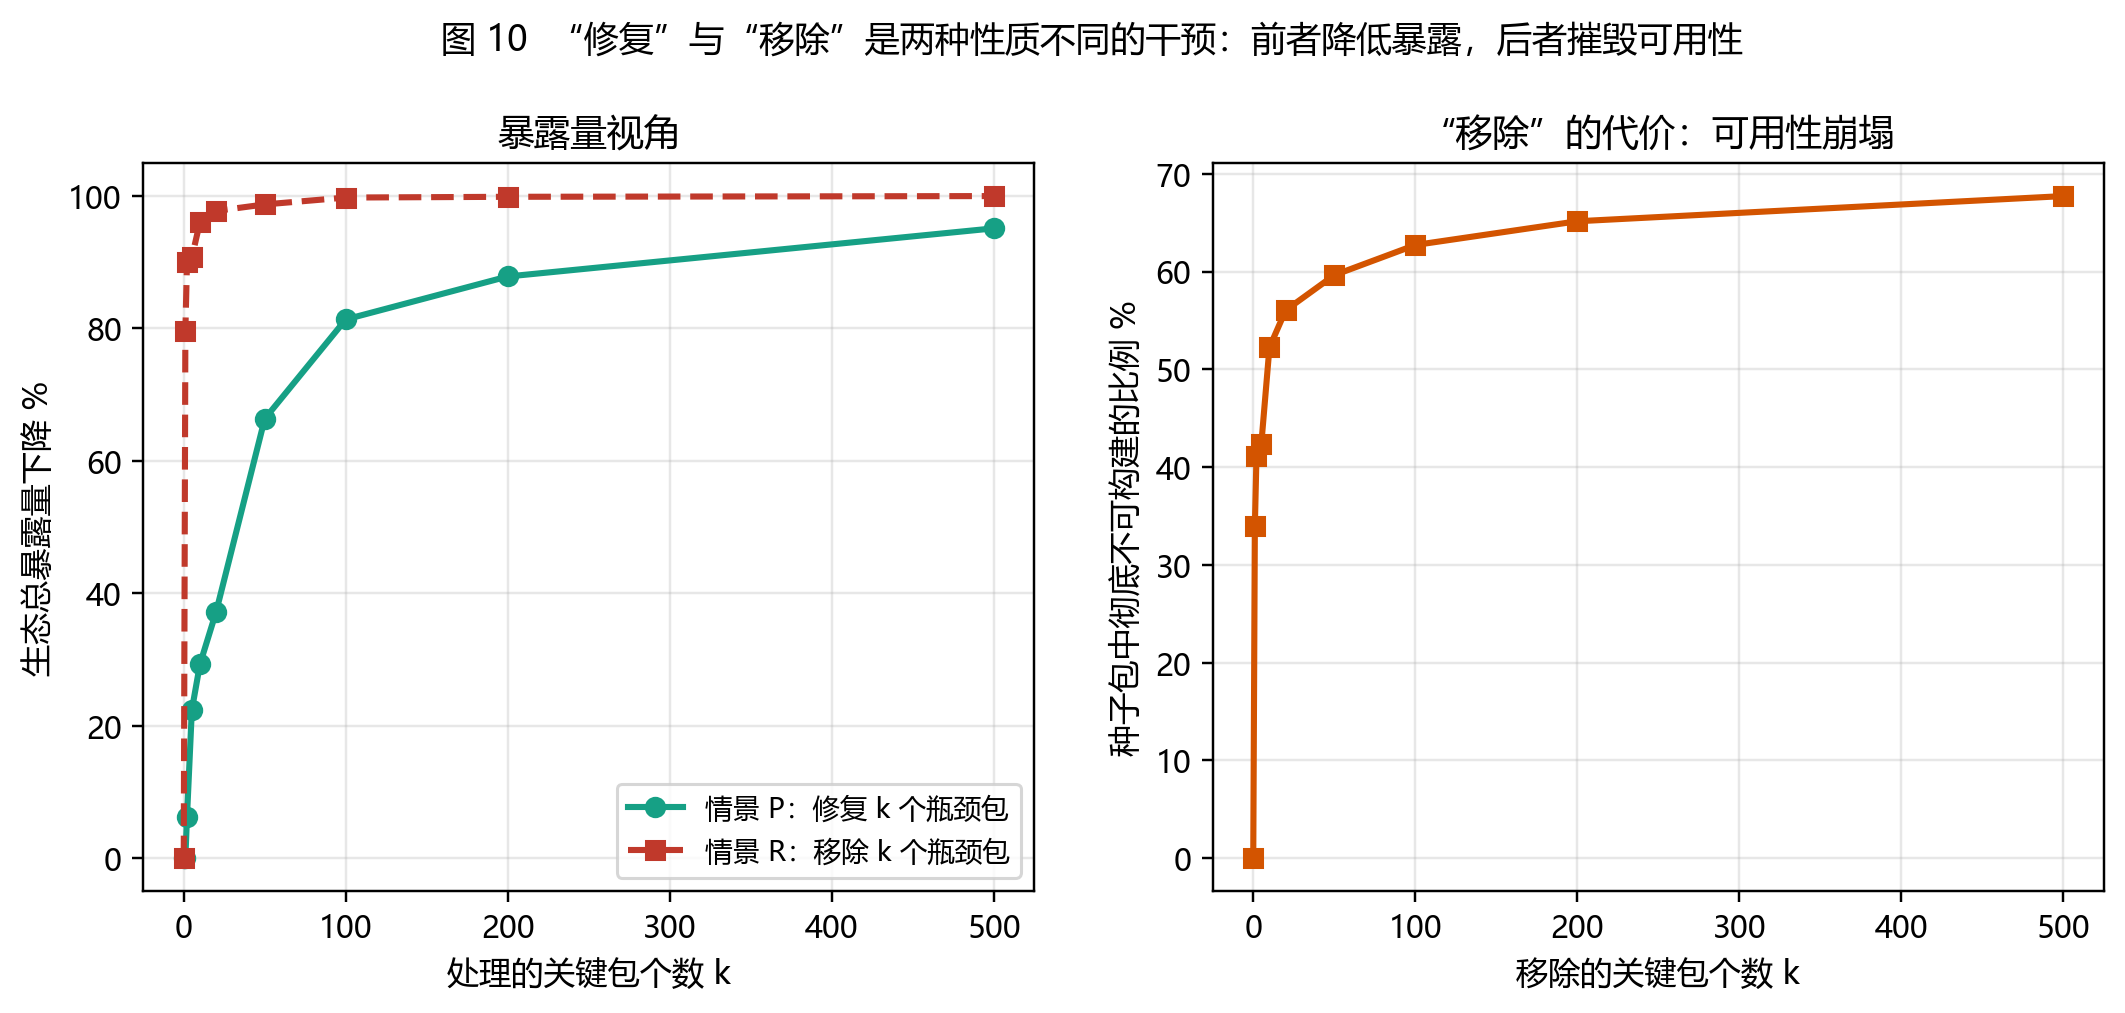 图 10 “修复”与“移除”是两种性质不同的干预：前者降低暴露，后者摧毁可用性
暴露量视角
生态总暴露量下降 %
100
80
60
40
20
0
0 100 200 300 400 500
处理的关键包个数 k
情景 P：修复 k 个瓶颈包
情景 R：移除 k 个瓶颈包
“移除”的代价：可用性崩塌
种子包中彻底不可构建的比例 %
70
60
50
40
30
20
10
0
0 100 200 300 400 500
移除的关键包个数 k